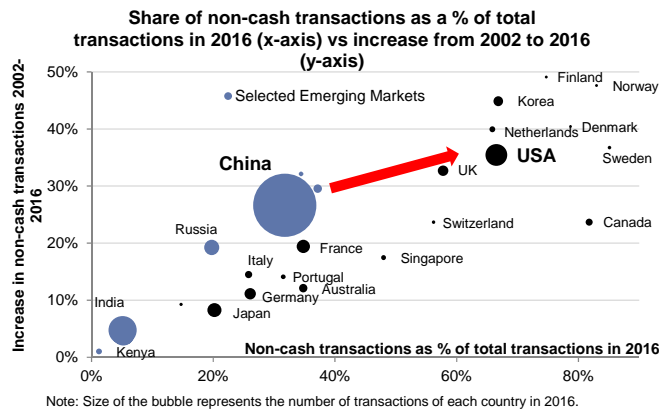 Share of non-cash transactions as a % of total
transactions in 2016 (x-axis) vs increase from 2002 to 2016
(y-axis)
Increase in non-cash transactions 2002-
2016
50%
40%
30%
20%
10%
0%
Finland
Norway
Selected Emerging Markets
Korea
Netherlands
Denmark
China
USA
UK
Sweden
Russia
Switzerland
Canada
France
Italy
Singapore
Portugal
Germany
Australia
India
Japan
Kenya
Non-cash transactions as % of total transactions in 2016
0%
20%
40%
60%
80%
Note: Size of the bubble represents the number of transactions of each country in 2016.